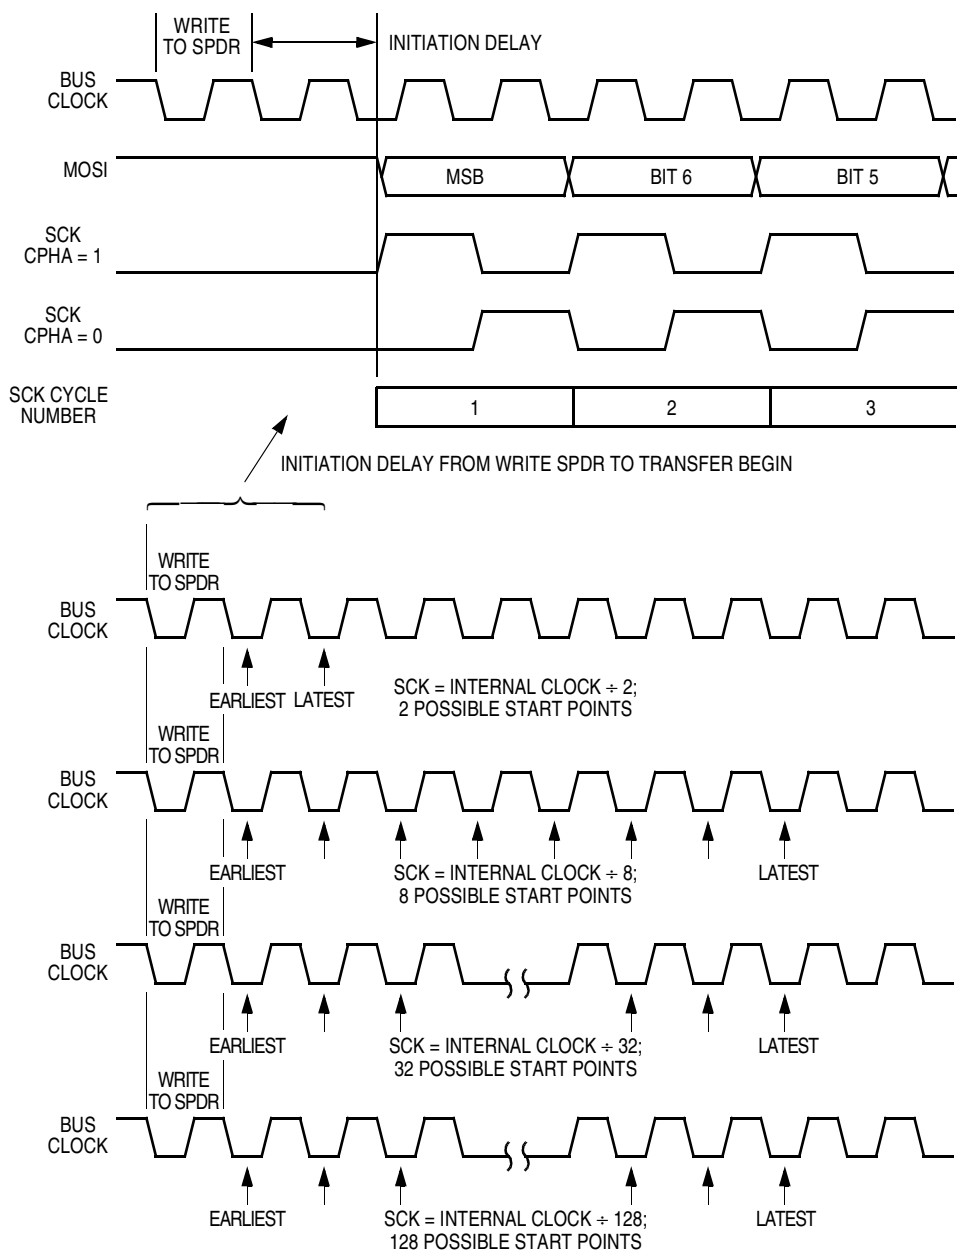 WRITE
TO SPDR
INITIATION DELAY
BUS
CLOCK
MOSI
MSB
BIT 6
BIT 5
SCK
CPHA = 1
SCK
CPHA = 0
SCK CYCLE
NUMBER
1
2
3
INITIATION DELAY FROM WRITE SPDR TO TRANSFER BEGIN
WRITE
TO SPDR
BUS
CLOCK
EARLIEST
LATEST
SCK = INTERNAL CLOCK ÷ 2;
2 POSSIBLE START POINTS
WRITE
TO SPDR
BUS
CLOCK
EARLIEST
SCK = INTERNAL CLOCK ÷ 8;
8 POSSIBLE START POINTS
LATEST
WRITE
TO SPDR
BUS
CLOCK
EARLIEST
SCK = INTERNAL CLOCK ÷ 32;
32 POSSIBLE START POINTS
LATEST
WRITE
TO SPDR
BUS
CLOCK
EARLIEST
SCK = INTERNAL CLOCK ÷ 128;
128 POSSIBLE START POINTS
LATEST